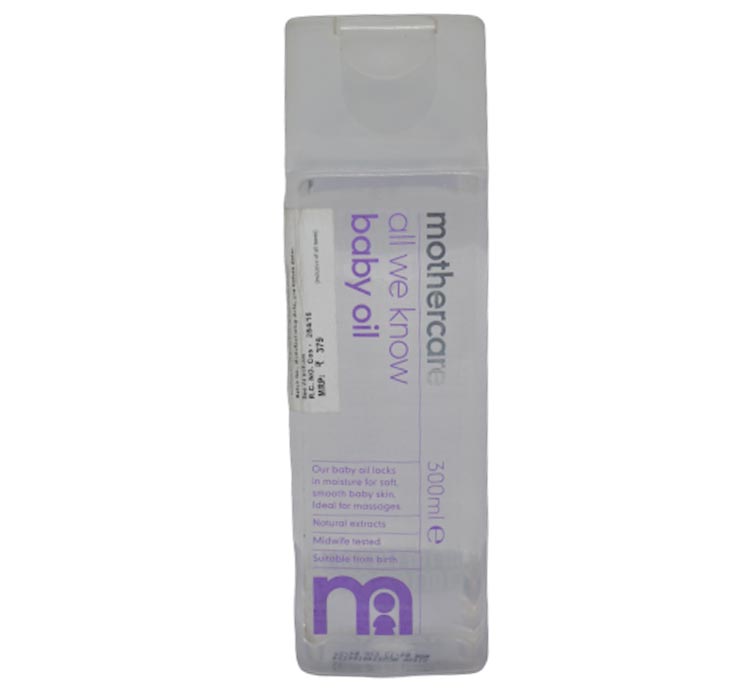 mothercare
all we know
baby oil
300ml e
Our baby oil locks
in moisture for soft,
smooth baby skin.
Ideal for massages.
Natural extracts
Midwife tested
Suitable from birth
m
MRP: ₹ 375